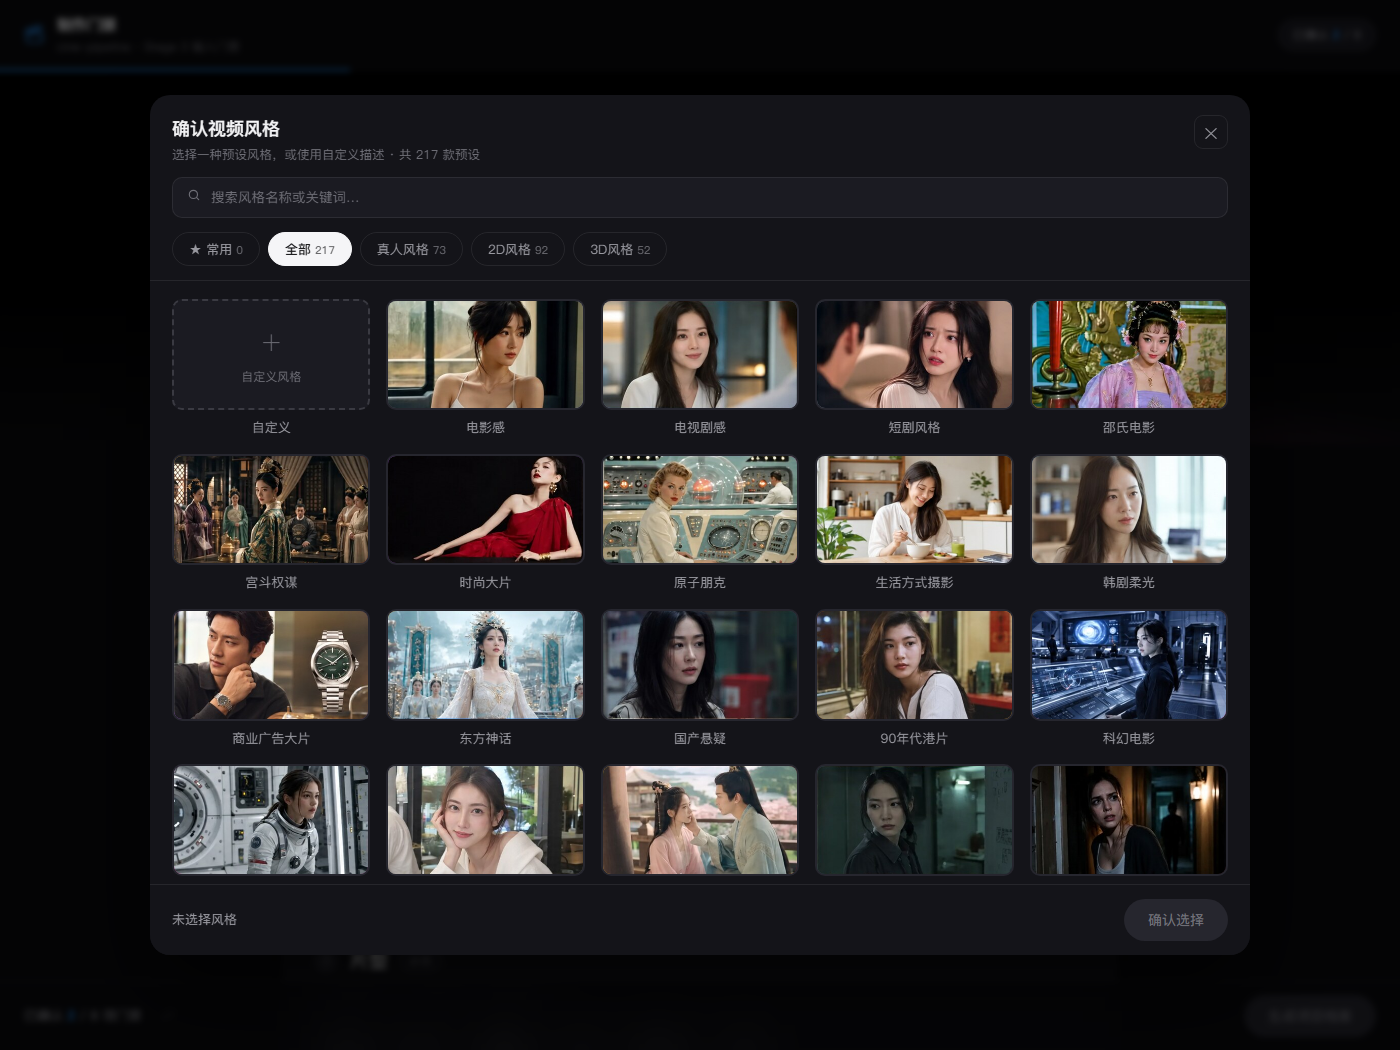 确认视频风格
选择一种预设风格，或使用自定义描述 · 共 217 款预设
搜索风格名称或关键词...
★ 常用 0
全部 217
真人风格 73
2D风格 92
3D风格 52
自定义风格
自定义
电影感
电视剧感
短剧风格
邵氏电影
宫斗权谋
时尚大片
原子朋克
生活方式摄影
韩剧柔光
商业广告大片
东方神话
国产悬疑
90年代港片
科幻电影
未选择风格
确认选择